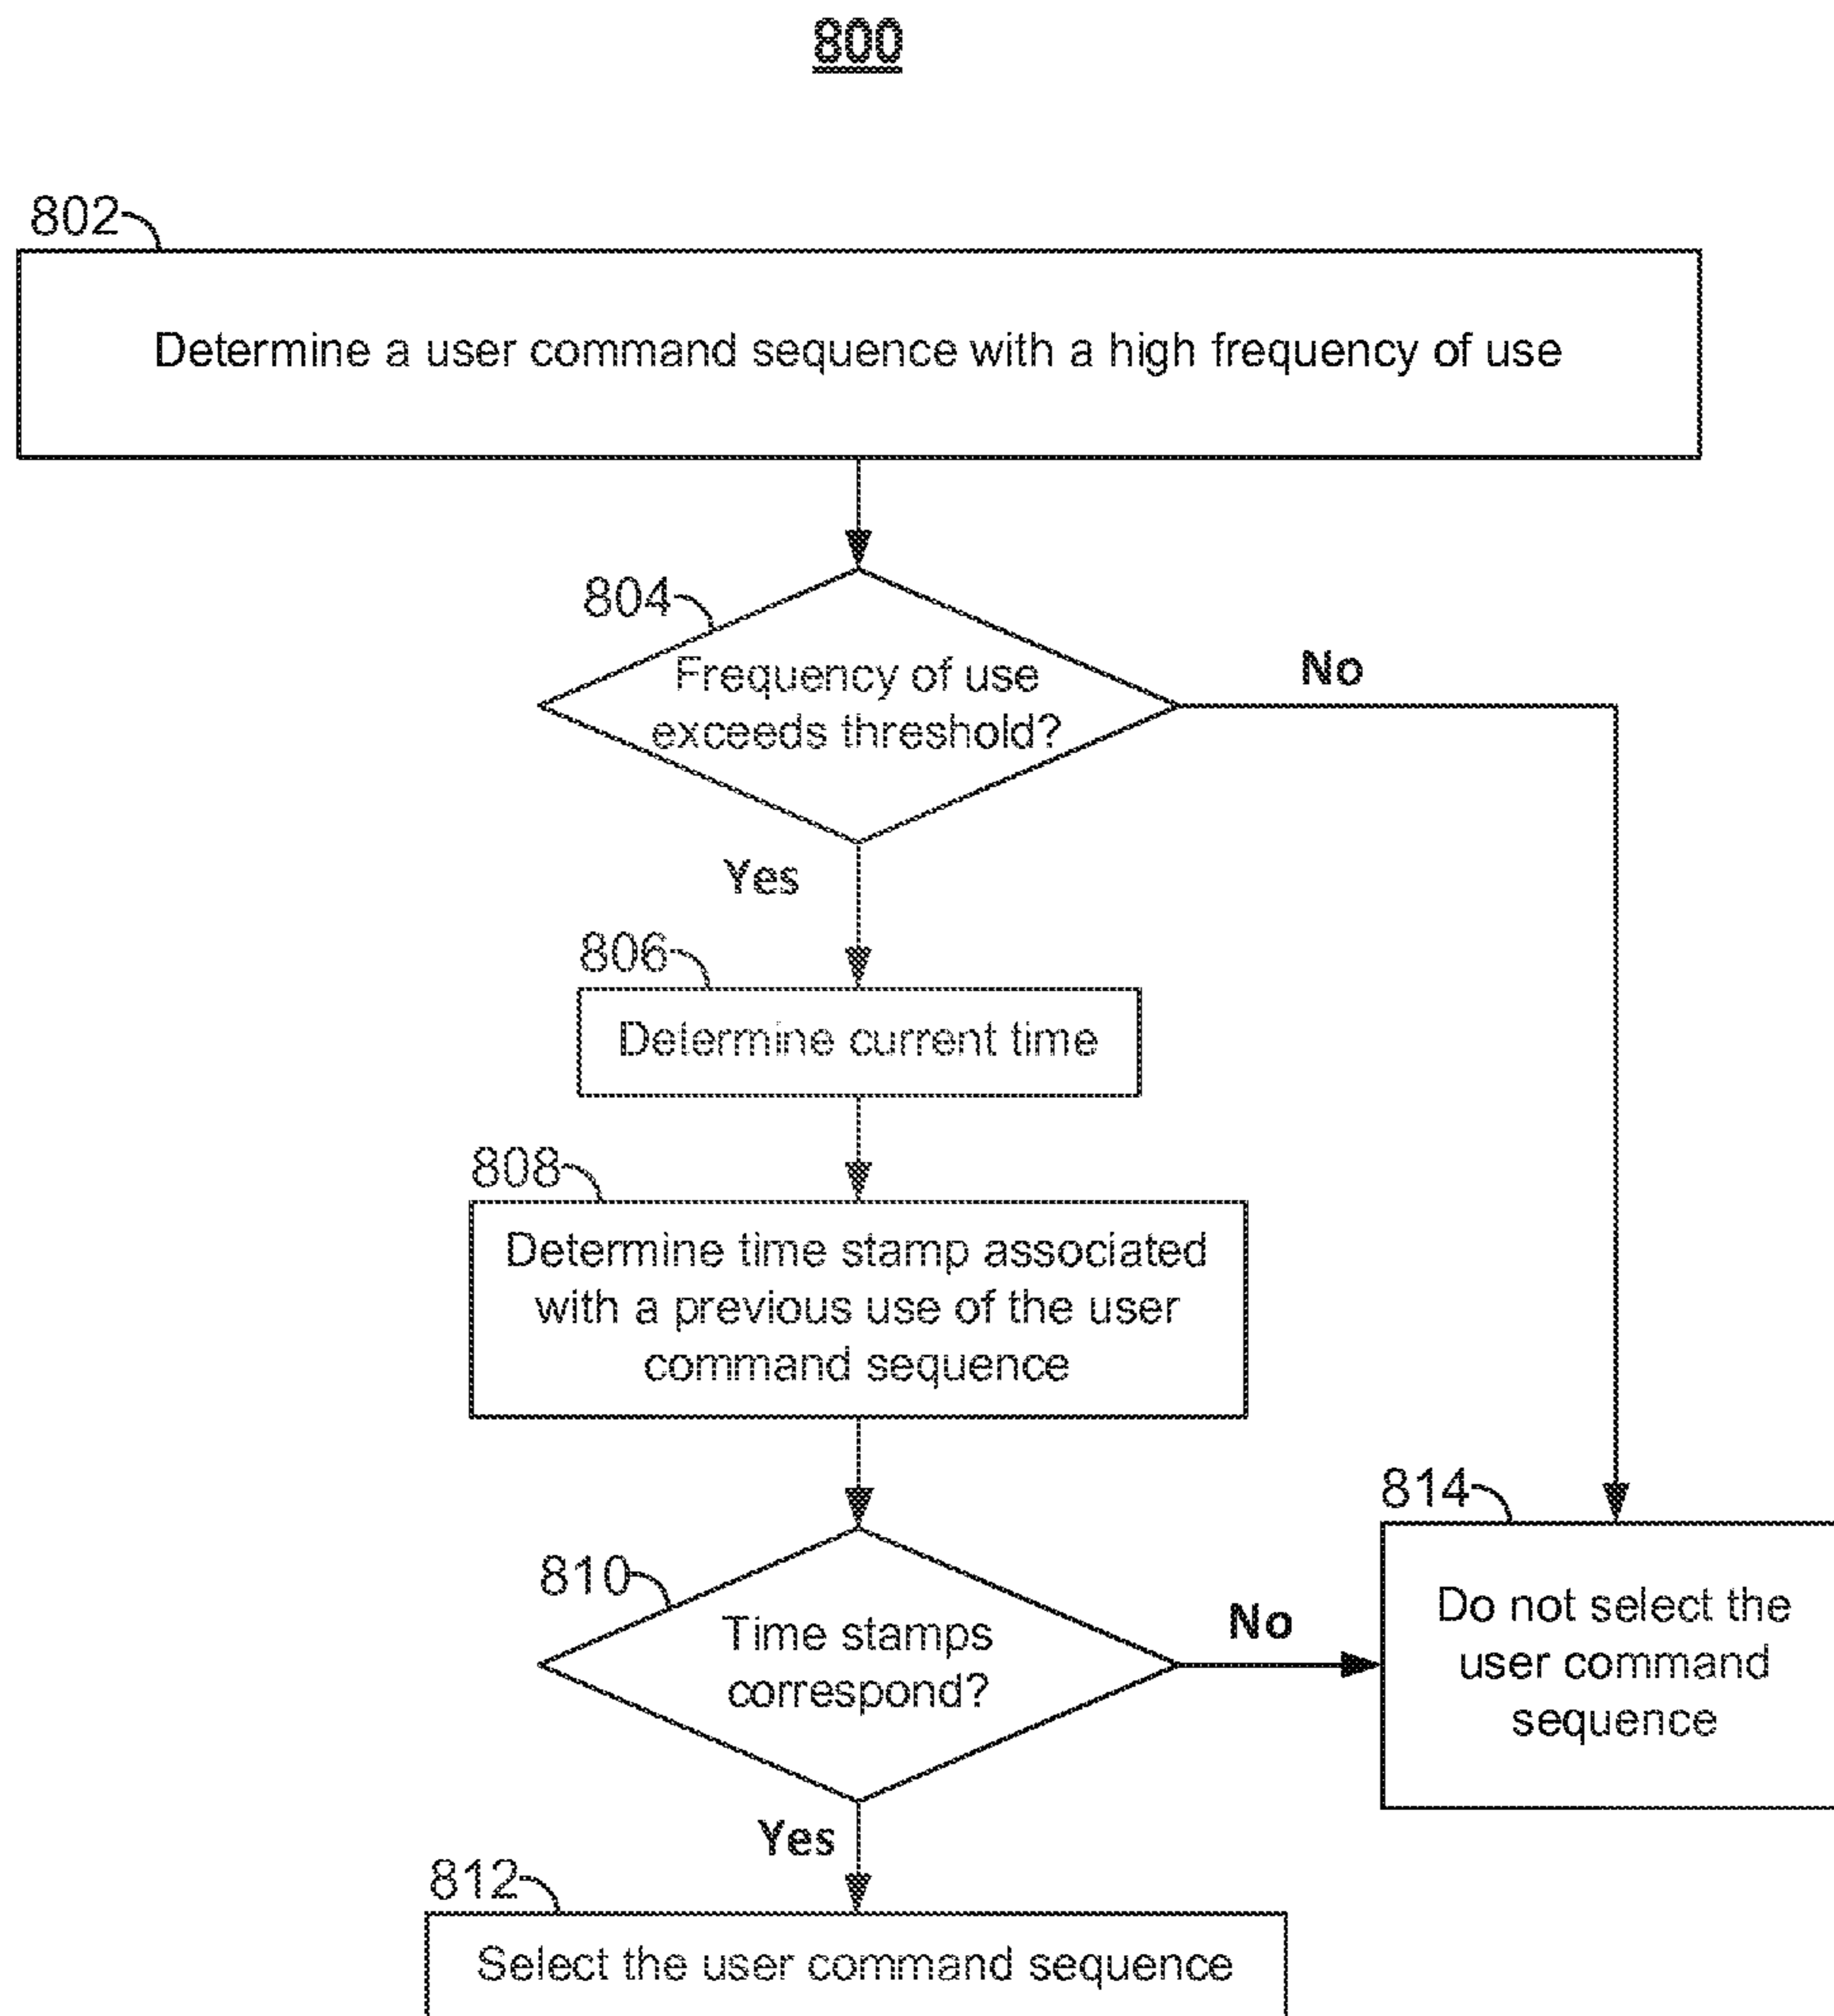 800
802
Determine a user command sequence with a high frequency of use
804
Frequency of use
exceeds threshold?
No
Yes
806
Determine current time
808
Determine time stamp associated
with a previous use of the user
command sequence
810
Time stamps
correspond?
No
814
Do not select the
user command
sequence
Yes
812
Select the user command sequence